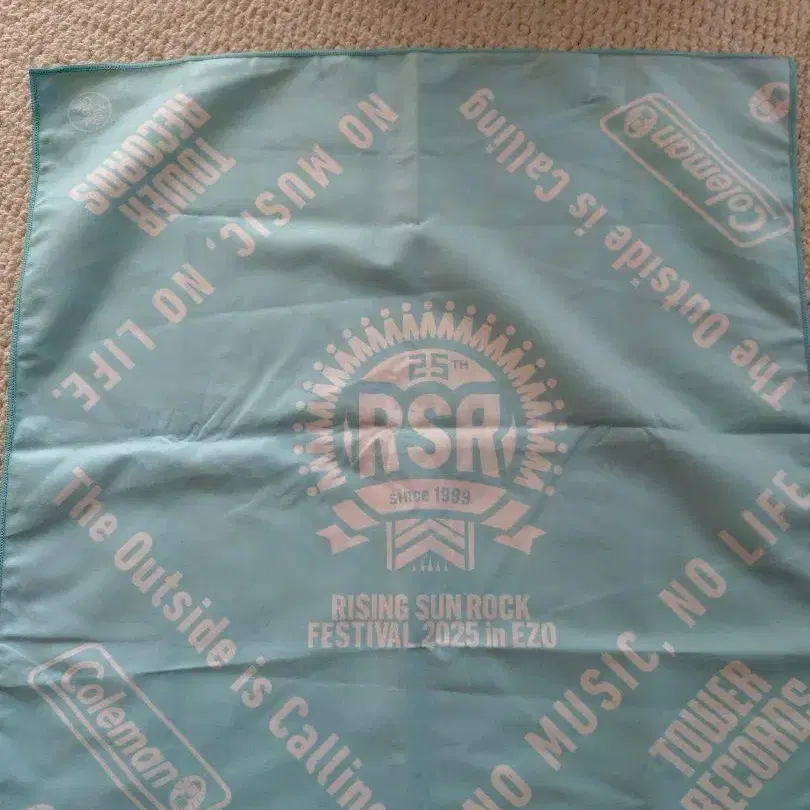 TOWER
RECORDS
NO MUSIC, NO LIFE.
The Outside is Calling
Coleman
25TH
RSR
since 1999
RISING SUN ROCK
FESTIVAL 2025 in EZO
The Outside is Calling
Coleman
NO MUSIC, NO LIFE
TOWER
RECORDS